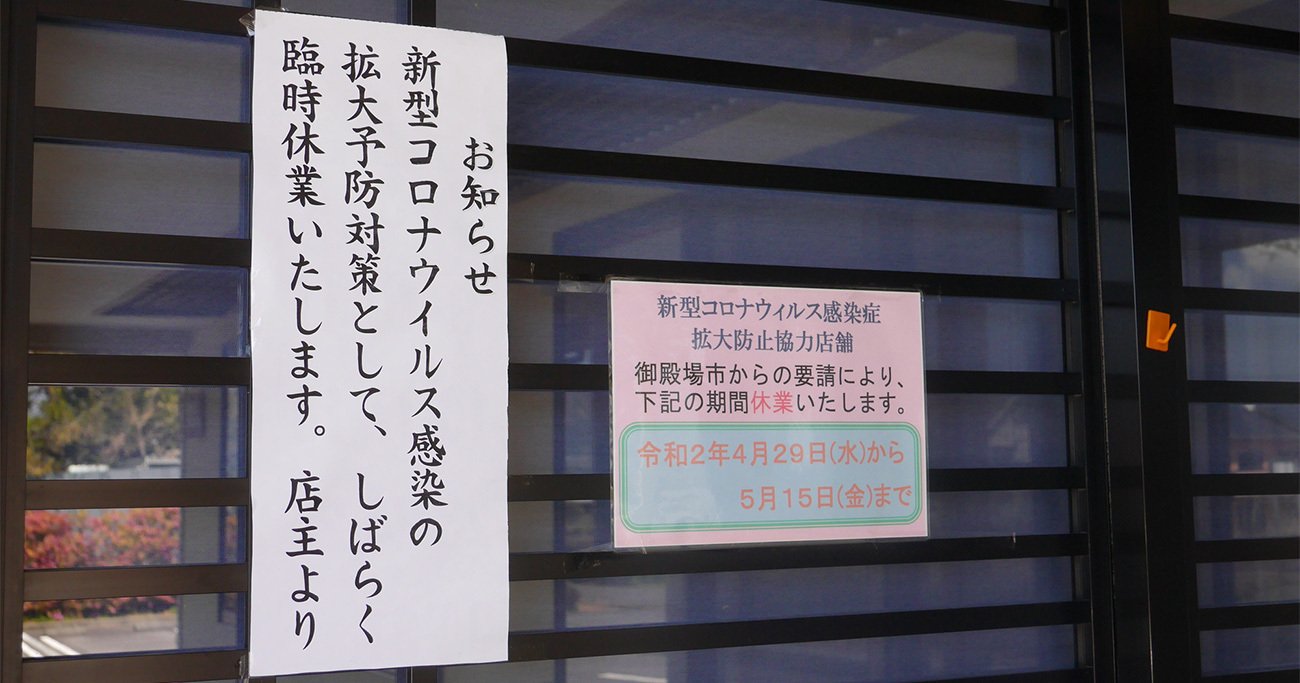 お知らせ
新型コロナウイルス感染の
拡大予防対策として、しばらく
臨時休業いたします。 店主より
新型コロナウィルス感染症
拡大防止協力店舗
御殿場市からの要請により、
下記の期間休業いたします。
令和2年4月29日(水)から
5月15日(金)まで